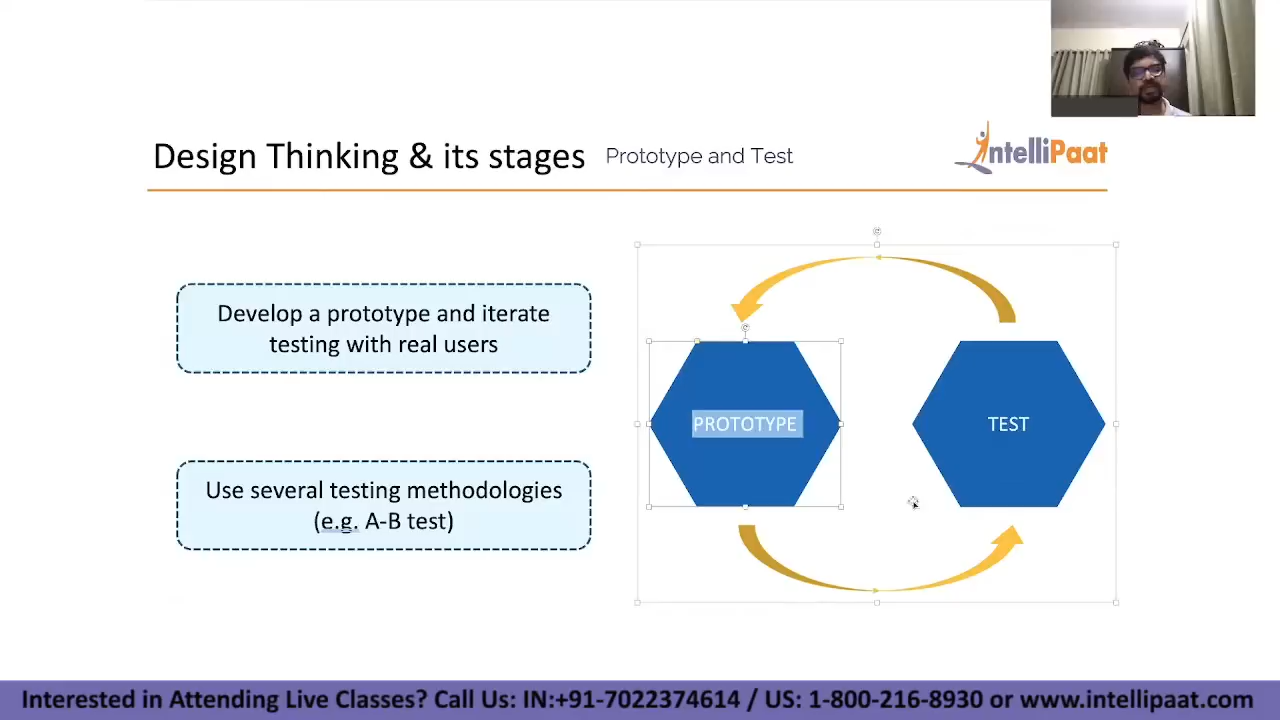 Design Thinking & its stages Prototype and Test
IntelliPaat
Develop a prototype and iterate
testing with real users
PROTOTYPE
TEST
Use several testing methodologies
(e.g. A-B test)
Interested in Attending Live Classes? Call Us: IN:+91-7022374614 / US: 1-800-216-8930 or www.intellipaat.com